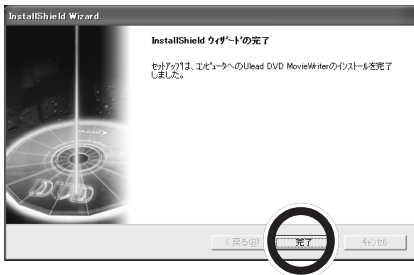 InstallShield Wizard
InstallShield ウィザードの完了
セットアップは、コンピュータへのUlead DVD MovieWriterのインストールを完了
しました。
ULEAD
DVD
< 戻る(B)
完了
キャンセル